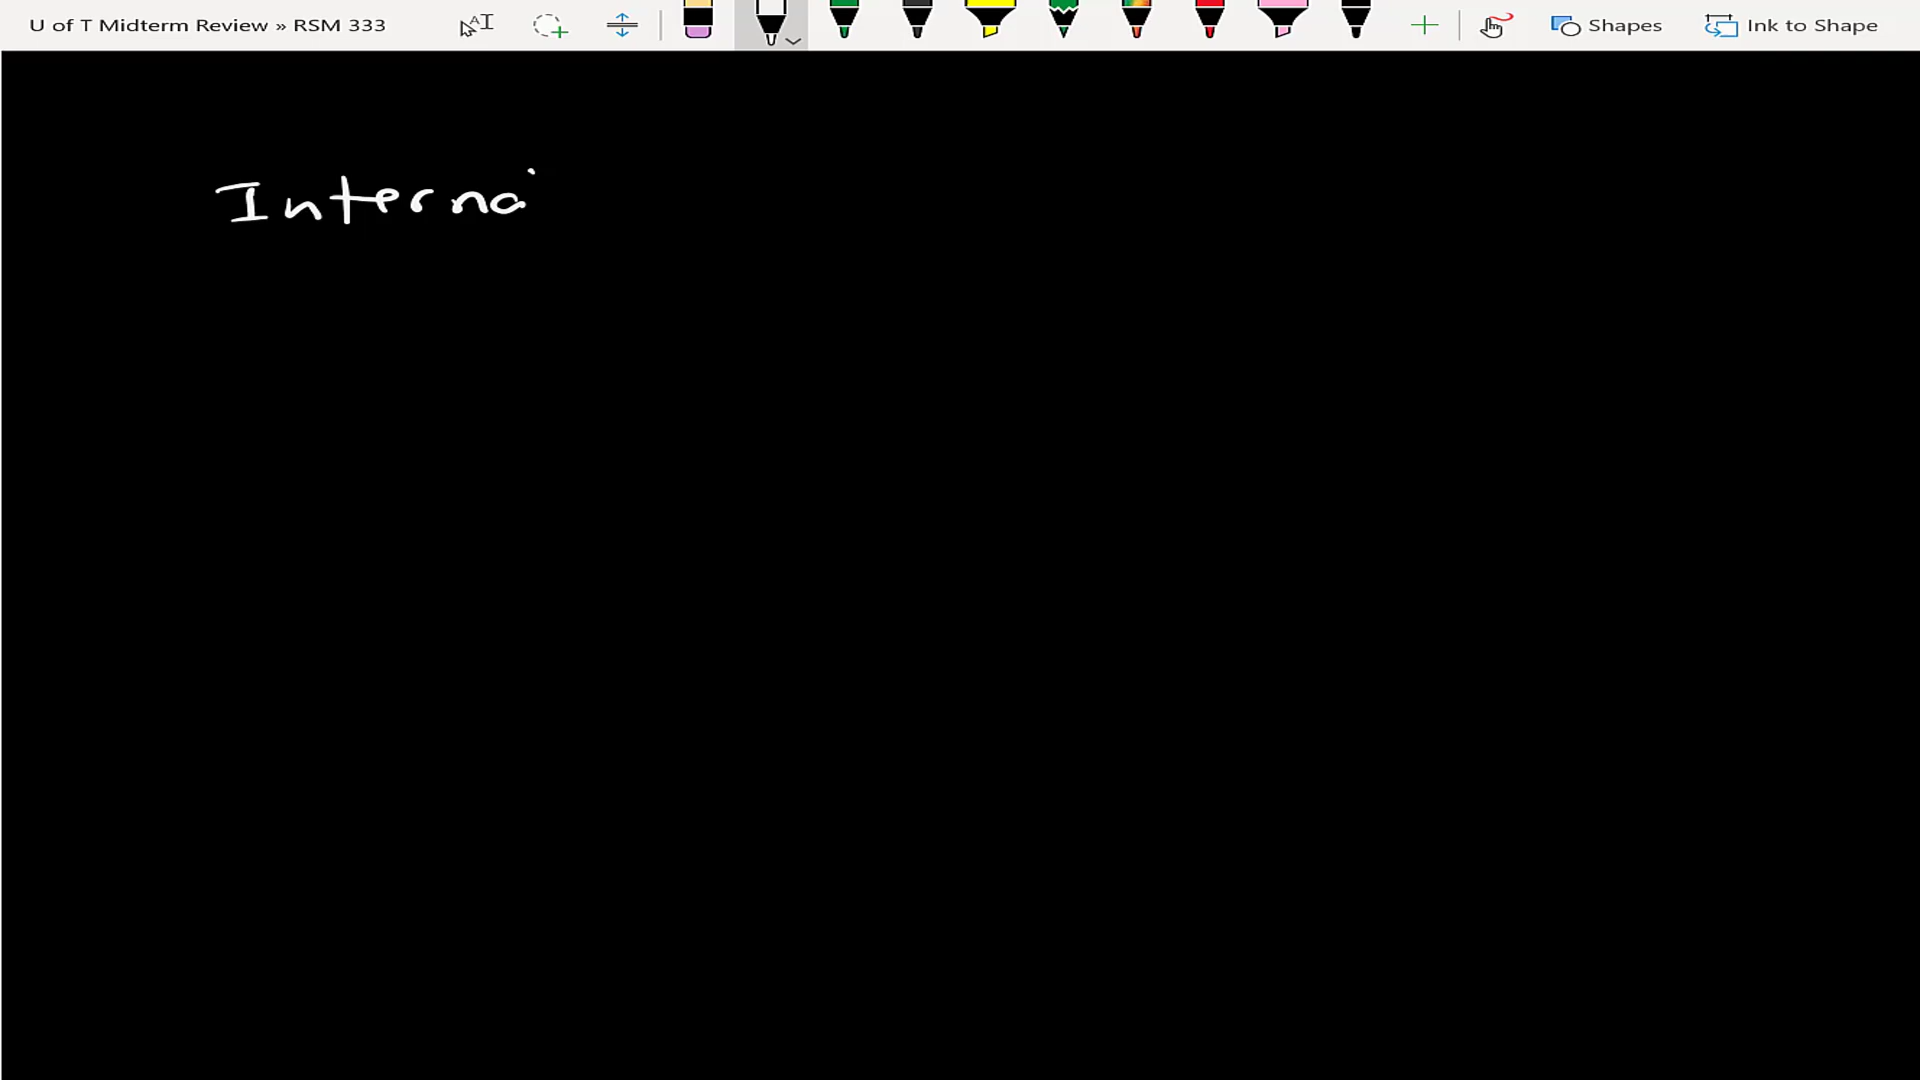 U of T Midterm Review » RSM 333 Shapes Ink to Shape
Interna